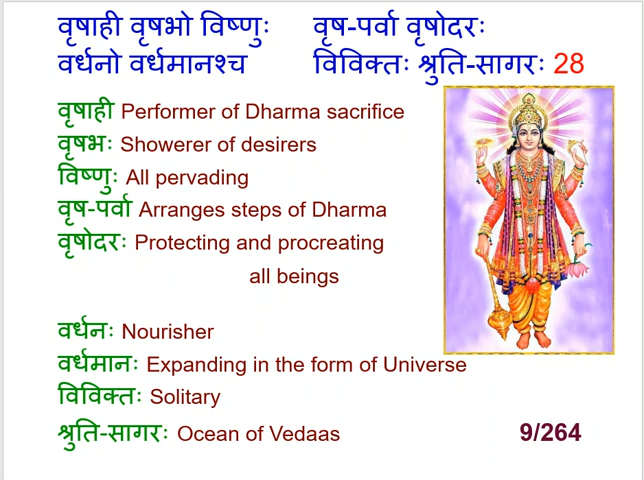 वृषाही वृषभो विष्णुः वृष-पर्वा वृषोदरः
वर्धनो वर्धमानश्च विविक्तः श्रुति-सागरः 28
वृषाही Performer of Dharma sacrifice
वृषभः Showerer of desirers
विष्णुः All pervading
वृष-पर्वा Arranges steps of Dharma
वृषोदरः Protecting and procreating
all beings
वर्धनः Nourisher
वर्धमानः Expanding in the form of Universe
विविक्तः Solitary
श्रुति-सागरः Ocean of Vedaas
9/264